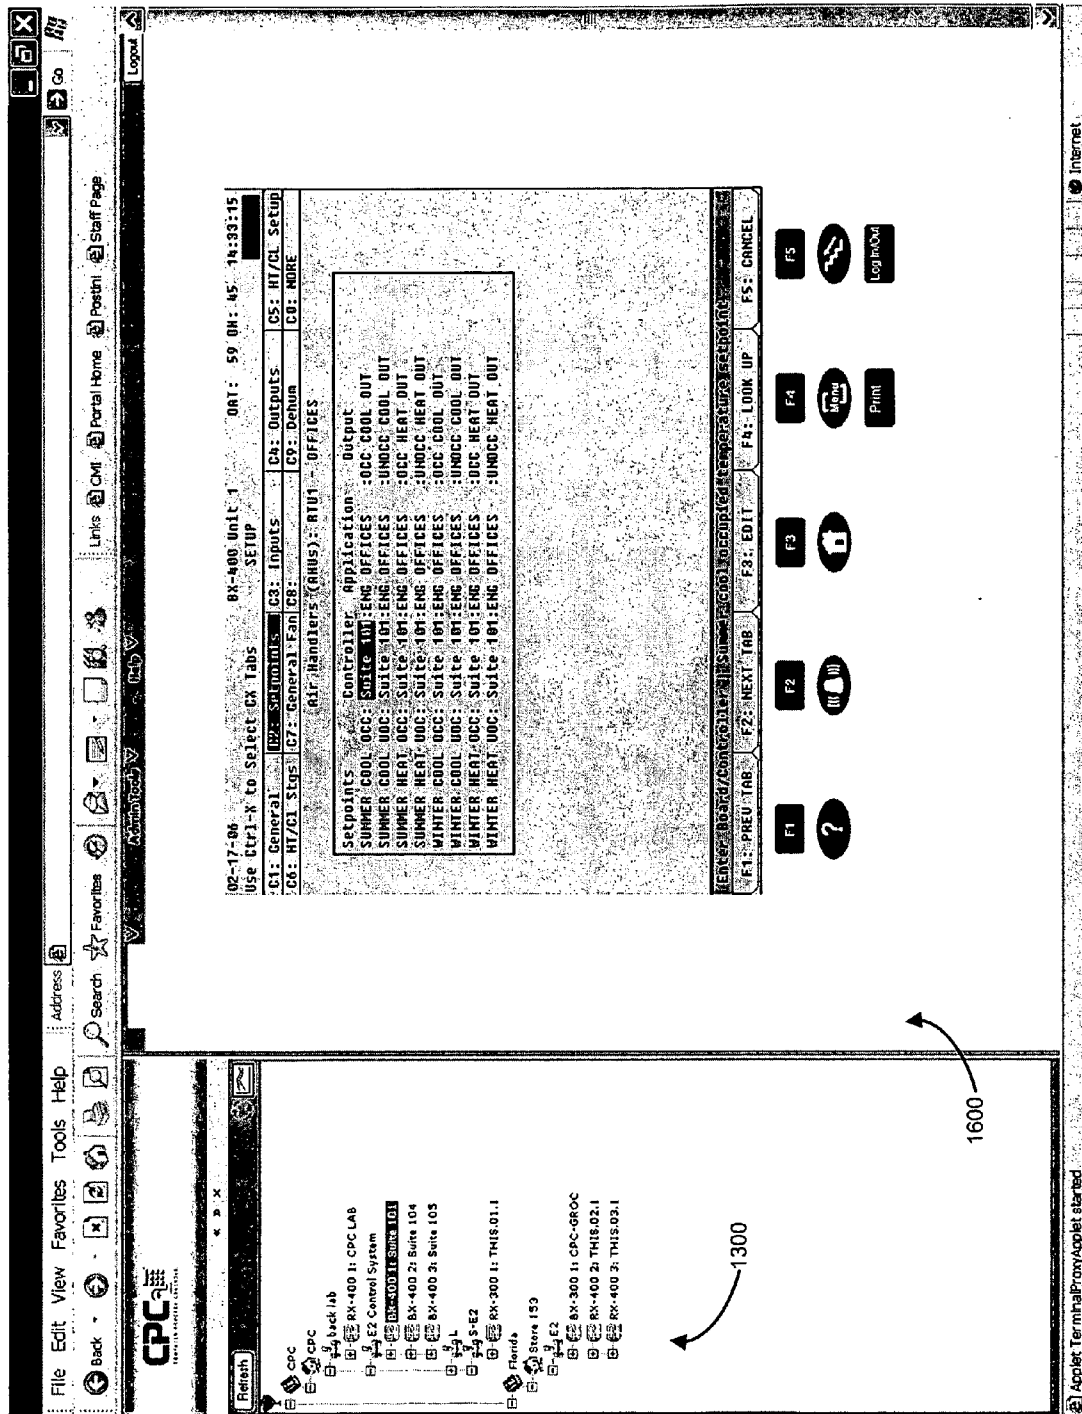 File Edit View Favorites Tools Help
Address
Go
Back
Search
Favorites
Links
CMI
Portal Home
Postini
Staff Page
CPC
Admin Tools
Help
Logout
Refresh
CPC
CPC
back lab
RX-400 1: CPC LAB
E2 Control System
BX-400 1: Suite 101
BX-400 2: Suite 104
BX-400 3: Suite 105
L
S-E2
RX-300 1: THIS.01.1
Florida
Store 153
E2
BX-300 1: CPC-GROC
RX-400 2: THIS.02.1
RX-400 3: THIS.03.1
1300
02-17-06 BX-400 Unit 1 OAT: 59 OH: 45 14:33:15
Use Ctrl-X to Select CX Tabs SETUP
C1: General C2: Setpoints C3: Inputs C4: Outputs C5: HT/CL Setup
C6: HT/Cl Stgs C7: General Fan C8: C9: Dehum C0: MORE
Air Handlers (AHUs): RTU1 - OFFICES
Setpoints Controller Application Output
SUMMER COOL OCC: Suite 101:ENG OFFICES :OCC COOL OUT
SUMMER COOL UOC: Suite 101:ENG OFFICES :UNOCC COOL OUT
SUMMER HEAT OCC: Suite 101:ENG OFFICES :OCC HEAT OUT
SUMMER HEAT UOC: Suite 101:ENG OFFICES :UNOCC HEAT OUT
WINTER COOL OCC: Suite 101:ENG OFFICES :OCC COOL OUT
WINTER COOL UOC: Suite 101:ENG OFFICES :UNOCC COOL OUT
WINTER HEAT OCC: Suite 101:ENG OFFICES :OCC HEAT OUT
WINTER HEAT UOC: Suite 101:ENG OFFICES :UNOCC HEAT OUT
Enter Board/Controller Summer cool occupied temperature setpoint
F1: PREV TAB F2: NEXT TAB F3: EDIT F4: LOOK UP F5: CANCEL
F1 F2 F3 F4 F5
? Menu
Print Log In/Out
1600
Applet TerminalProxyApplet started
Internet